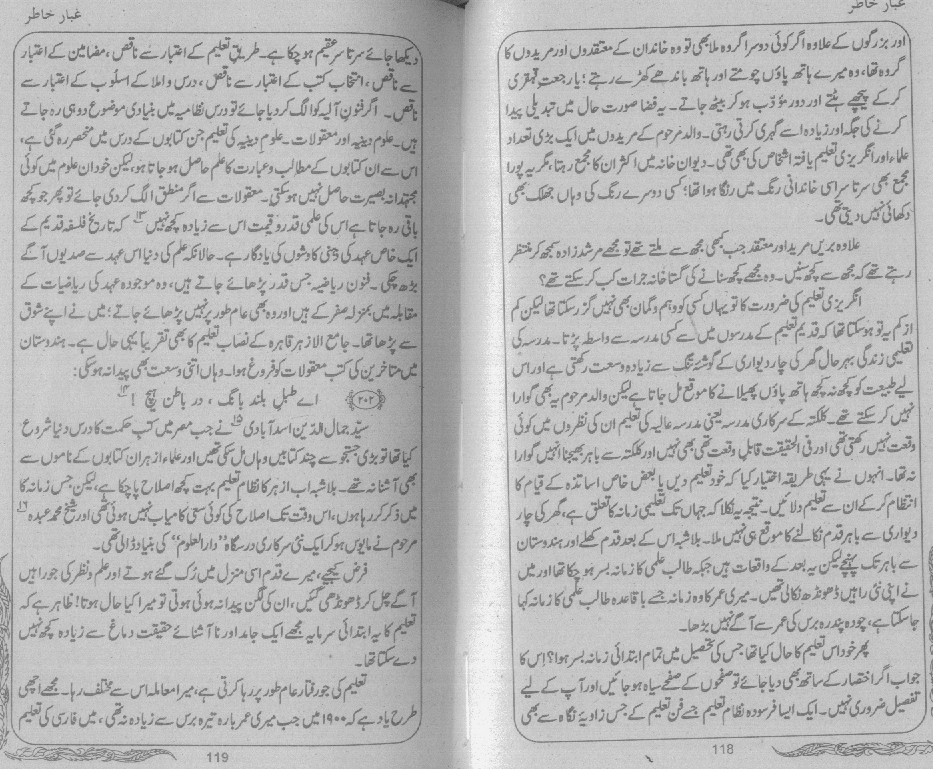 غبار خاطر
اور بزرگوں کے علاوہ اگر کوئی دوسرا گروہ ملا بھی تو وہ خاندان کے معتقدوں اور مریدوں کا
گروہ تھا، وہ میرے ہاتھ پاؤں چومتے اور ہاتھ باندھے کھڑے رہتے؛ یا رجعت قہقری
کر کے پیچھے ہٹتے اور دور مؤدب ہو کر بیٹھ جاتے۔ یہ فضا صورت حال میں تبدیلی پیدا
کرنے کی جگہ اور زیادہ اسے گہری کرتی رہتی۔ والد مرحوم کے مریدوں میں ایک بڑی تعداد
علماء اور انگریزی تعلیم یافتہ اشخاص کی بھی تھی۔ دیوان خانہ میں اکثر ان کا مجمع رہتا، مگر یہ پورا
مجمع بھی سرتاسر اسی خاندانی رنگ میں رنگا ہوا تھا؛ کسی دوسرے رنگ کی وہاں جھلک بھی
دکھائی نہیں دیتی تھی۔
علاوہ بریں مرید اور معتقد جب کبھی مجھ سے ملتے تھے تو مجھے مرشد زادہ سمجھ کر منتظر
رہتے تھے کہ مجھ سے کچھ سنیں۔ وہ مجھے کچھ سنانے کی گستاخانہ جرات کب کر سکتے تھے؟
انگریزی تعلیم کی ضرورت کا تو یہاں کسی کو وہم و گمان بھی نہیں گزر سکتا تھا لیکن کم
از کم یہ تو ہو سکتا تھا کہ قدیم تعلیم کے مدرسوں میں سے کسی مدرسہ سے واسطہ پڑتا۔ مدرسہ کی
تعلیمی زندگی بہر حال گھر کی چار دیواری کے گوشۂ تنگ سے زیادہ وسعت رکھتی ہے اور اس
لیے طبیعت کو کچھ نہ کچھ ہاتھ پاؤں پھیلانے کا موقع مل جاتا ہے لیکن والد مرحوم یہ بھی گوارا
نہیں کر سکتے تھے۔ کلکتہ کے سرکاری مدرسہ یعنی مدرسہ عالیہ کی تعلیم ان کی نظروں میں کوئی
وقعت نہیں رکھتی تھی اور فی الحقیقت قابل وقعت تھی بھی نہیں اور کلکتہ سے باہر بھیجنا انہیں گوارا
نہ تھا۔ انہوں نے یہی طریقہ اختیار کیا کہ خود تعلیم دیں یا بعض خاص اساتذہ کے قیام کا
انتظام کر کے ان سے تعلیم دلائیں۔ نتیجہ یہ نکلا کہ جہاں تک تعلیمی زمانہ کا تعلق ہے، گھر کی چار
دیواری سے باہر قدم نکالنے کا موقع ہی نہیں ملا۔ بلا شبہ اس کے بعد قدم کھلے اور ہندوستان
سے باہر تک پہنچے لیکن یہ بعد کے واقعات ہیں جبکہ طالب علمی کا زمانہ بسر ہو چکا تھا اور میں
نے اپنی نئی راہیں ڈھونڈھ نکالی تھیں۔ میری عمر کا وہ زمانہ جسے باقاعدہ طالب علمی کا زمانہ کہا
جا سکتا ہے، چودہ پندرہ برس کی عمر سے آگے نہیں بڑھا۔
پھر خود اس تعلیم کا حال کیا تھا جس کی تحصیل میں تمام ابتدائی زمانہ بسر ہوا؟ اِس کا
جواب اگر اختصار کے ساتھ بھی دیا جائے تو صفحوں کے صفحے سیاہ ہو جائیں اور آپ کے لیے
تفصیل ضروری نہیں۔ ایک ایسا فرسودہ نظام تعلیم جسے فن تعلیم کے جس زاویۂ نگاہ سے بھی
118
غبار خاطر
دیکھا جائے سرتاسر عقیم ہو چکا ہے۔ طریق تعلیم کے اعتبار سے ناقص، مضامین کے اعتبار
سے ناقص، انتخاب کتب کے اعتبار سے ناقص، درس و املا کے اسلوب کے اعتبار سے
ناقص۔ اگر فنونِ آلیہ کو الگ کر دیا جائے تو درس نظامیہ میں بنیادی موضوع دو ہی رہ جاتے
ہیں۔ علوم دینیہ اور معقولات۔ علوم دینیہ کی تعلیم جن کتابوں کے درس میں منحصر رہ گئی ہے،
اس سے ان کتابوں کے مطالب و عبارت کا علم حاصل ہو جاتا ہو، لیکن خود ان علوم میں کوئی
مجتہدانہ بصیرت حاصل نہیں ہو سکتی۔ معقولات سے اگر منطق الگ کر دی جائے تو پھر جو کچھ
باقی رہ جاتا ہے اس کی علمی قدر و قیمت اس سے زیادہ کچھ نہیں ۱۳ کہ تاریخ فلسفہ قدیم کے
ایک خاص عہد کی ذہنی کاوشوں کی یادگار ہے۔ حالانکہ علم کی دنیا اس عہد سے صدیوں آگے
بڑھ چکی۔ فنون ریاضیہ جس قدر پڑھائے جاتے ہیں، وہ موجودہ عہد کی ریاضیات کے
مقابلہ میں بمنزلہ صفر کے ہیں اور وہ بھی عام طور پر نہیں پڑھائے جاتے؛ میں نے اپنے شوق
سے پڑھا تھا۔ جامع الازہر قاہرہ کے نصاب تعلیم کا بھی تقریباً یہی حال ہے۔ ہندوستان
میں متاخرین کی کتب معقولات کو فروغ ہوا۔ وہاں اتنی وسعت بھی پیدا نہ ہو سکی:
﴿۲۰۲﴾ اے طبلِ بلند بانگ، در باطن ہیچ! ۱۴
سیّد جمال الدّین اسد آبادی ۱۵ نے جب مصر میں کتبِ حکمت کا درس دینا شروع
کیا تھا تو بڑی جستجو سے چند کتابیں وہاں مل سکی تھیں اور علماء ازہر ان کتابوں کے ناموں سے
بھی آشنا نہ تھے۔ بلا شبہ اب ازہر کا نظام تعلیم بہت کچھ اصلاح پا چکا ہے، لیکن جس زمانہ کا
میں ذکر کر رہا ہوں، اس وقت تک اصلاح کی کوئی سعی کامیاب نہیں ہوئی تھی اور شیخ محمد عبدہ ۱۶
مرحوم نے مایوس ہو کر ایک نئی سرکاری درسگاہ "دار العلوم" کی بنیاد ڈالی تھی۔
فرض کیجیے، میرے قدم اسی منزل میں رُک گئے ہوتے اور علم و نظر کی جو راہیں
آگے چل کر ڈھونڈھی گئیں، ان کی لگن پیدا نہ ہوئی ہوتی تو میرا کیا حال ہوتا! ظاہر ہے کہ
تعلیم کا یہ ابتدائی سرمایہ مجھے ایک جامد اور نا آشنائے حقیقت دماغ سے زیادہ کچھ نہیں
دے سکتا تھا۔
تعلیم کی جو رفتار عام طور پر رہا کرتی ہے، میرا معاملہ اس سے مختلف رہا۔ مجھے اچھی
طرح یاد ہے کہ ۱۹۰۰ میں جب میری عمر بارہ تیرہ برس سے زیادہ نہ تھی، میں فارسی کی تعلیم
119